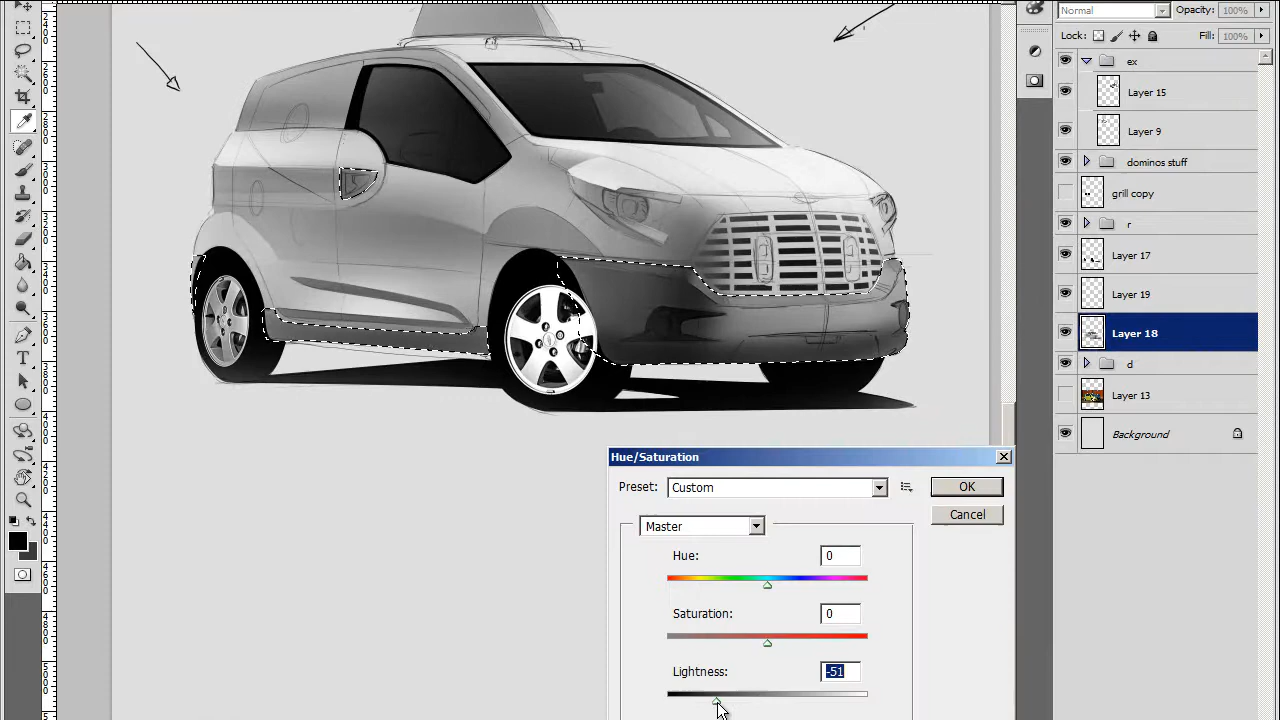 Normal
Opacity: 100%
Lock:
Fill: 100%
ex
Layer 15
Layer 9
dominos stuff
grill copy
r
Layer 17
Layer 19
Layer 18
d
Layer 13
Background
Hue/Saturation
Preset: Custom
OK
Cancel
Master
Hue: 0
Saturation: 0
Lightness: -51